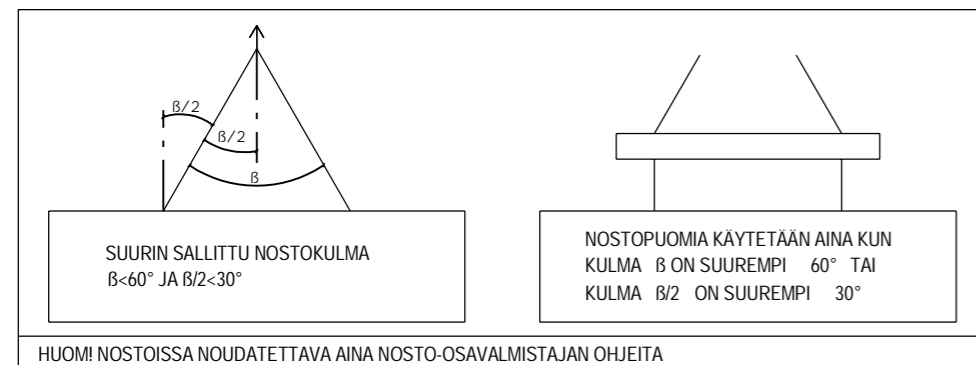 ß/2
ß/2
ß
SUURIN SALLITTU NOSTOKULMA
ß<60° JA ß/2<30°
NOSTOPUOMIA KÄYTETÄÄN AINA KUN
KULMA ß ON SUUREMPI 60° TAI
KULMA ß/2 ON SUUREMPI 30°
HUOM! NOSTOISSA NOUDATETTAVA AINA NOSTO-OSAVALMISTAJAN OHJEITA